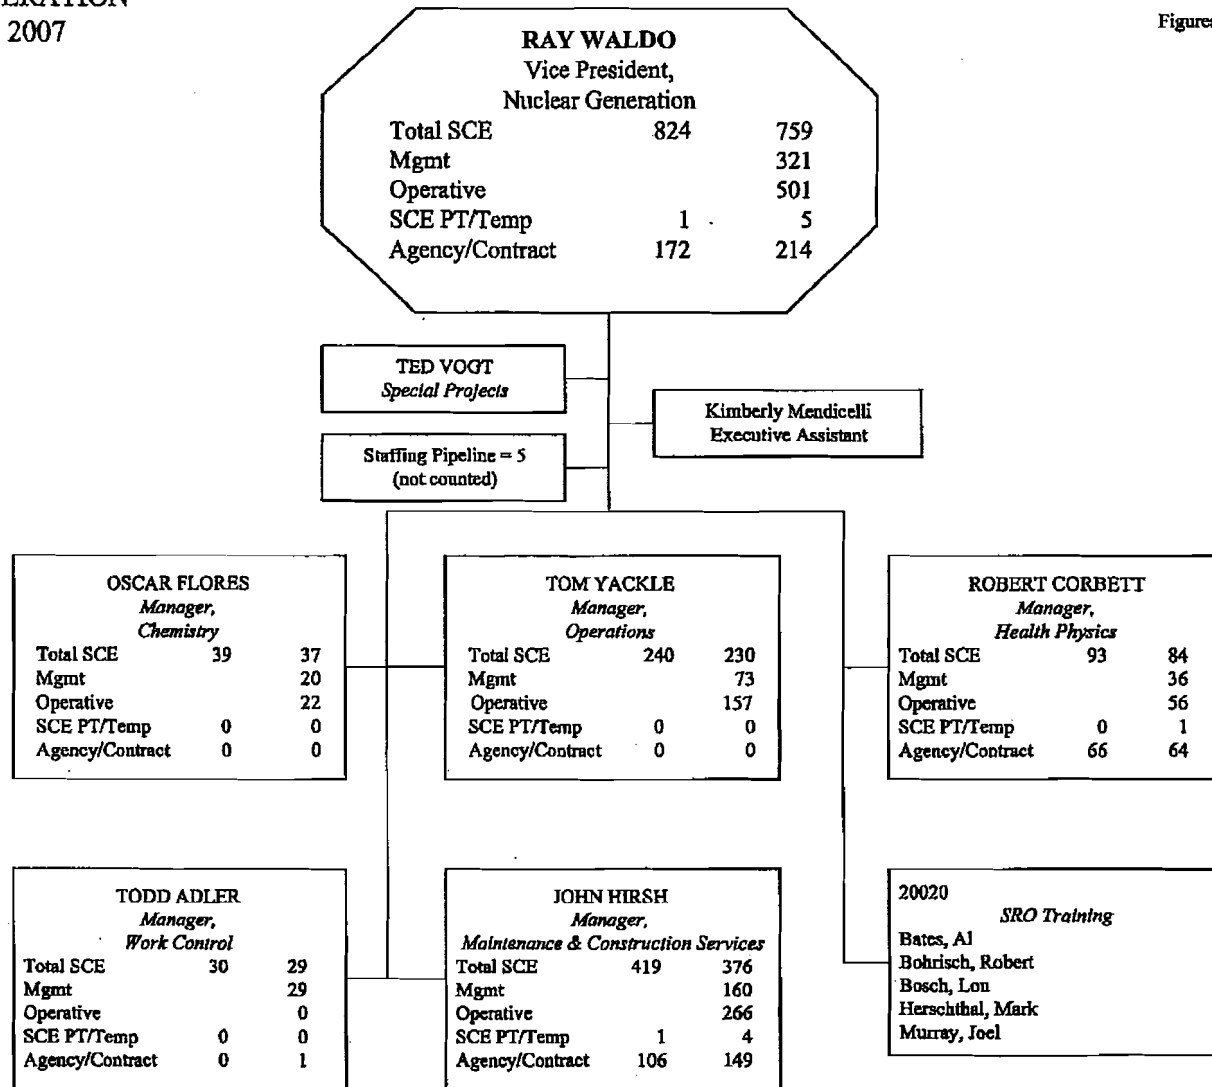 2007
Figures
RAY WALDO
Vice President,
Nuclear Generation
Total SCE 824 759
Mgmt 321
Operative 501
SCE PT/Temp 1 5
Agency/Contract 172 214
TED VOGT
Special Projects
Kimberly Mendicelli
Executive Assistant
Staffing Pipeline = 5
(not counted)
OSCAR FLORES
Manager,
Chemistry
Total SCE 39 37
Mgmt 20
Operative 22
SCE PT/Temp 0 0
Agency/Contract 0 0
TOM YACKLE
Manager,
Operations
Total SCE 240 230
Mgmt 73
Operative 157
SCE PT/Temp 0 0
Agency/Contract 0 0
ROBERT CORBETT
Manager,
Health Physics
Total SCE 93 84
Mgmt 36
Operative 56
SCE PT/Temp 0 1
Agency/Contract 66 64
TODD ADLER
Manager,
Work Control
Total SCE 30 29
Mgmt 29
Operative 0
SCE PT/Temp 0 0
Agency/Contract 0 1
JOHN HIRSH
Manager,
Maintenance & Construction Services
Total SCE 419 376
Mgmt 160
Operative 266
SCE PT/Temp 1 4
Agency/Contract 106 149
20020
SRO Training
Bates, Al
Bohrisch, Robert
Bosch, Lon
Herschthal, Mark
Murray, Joel